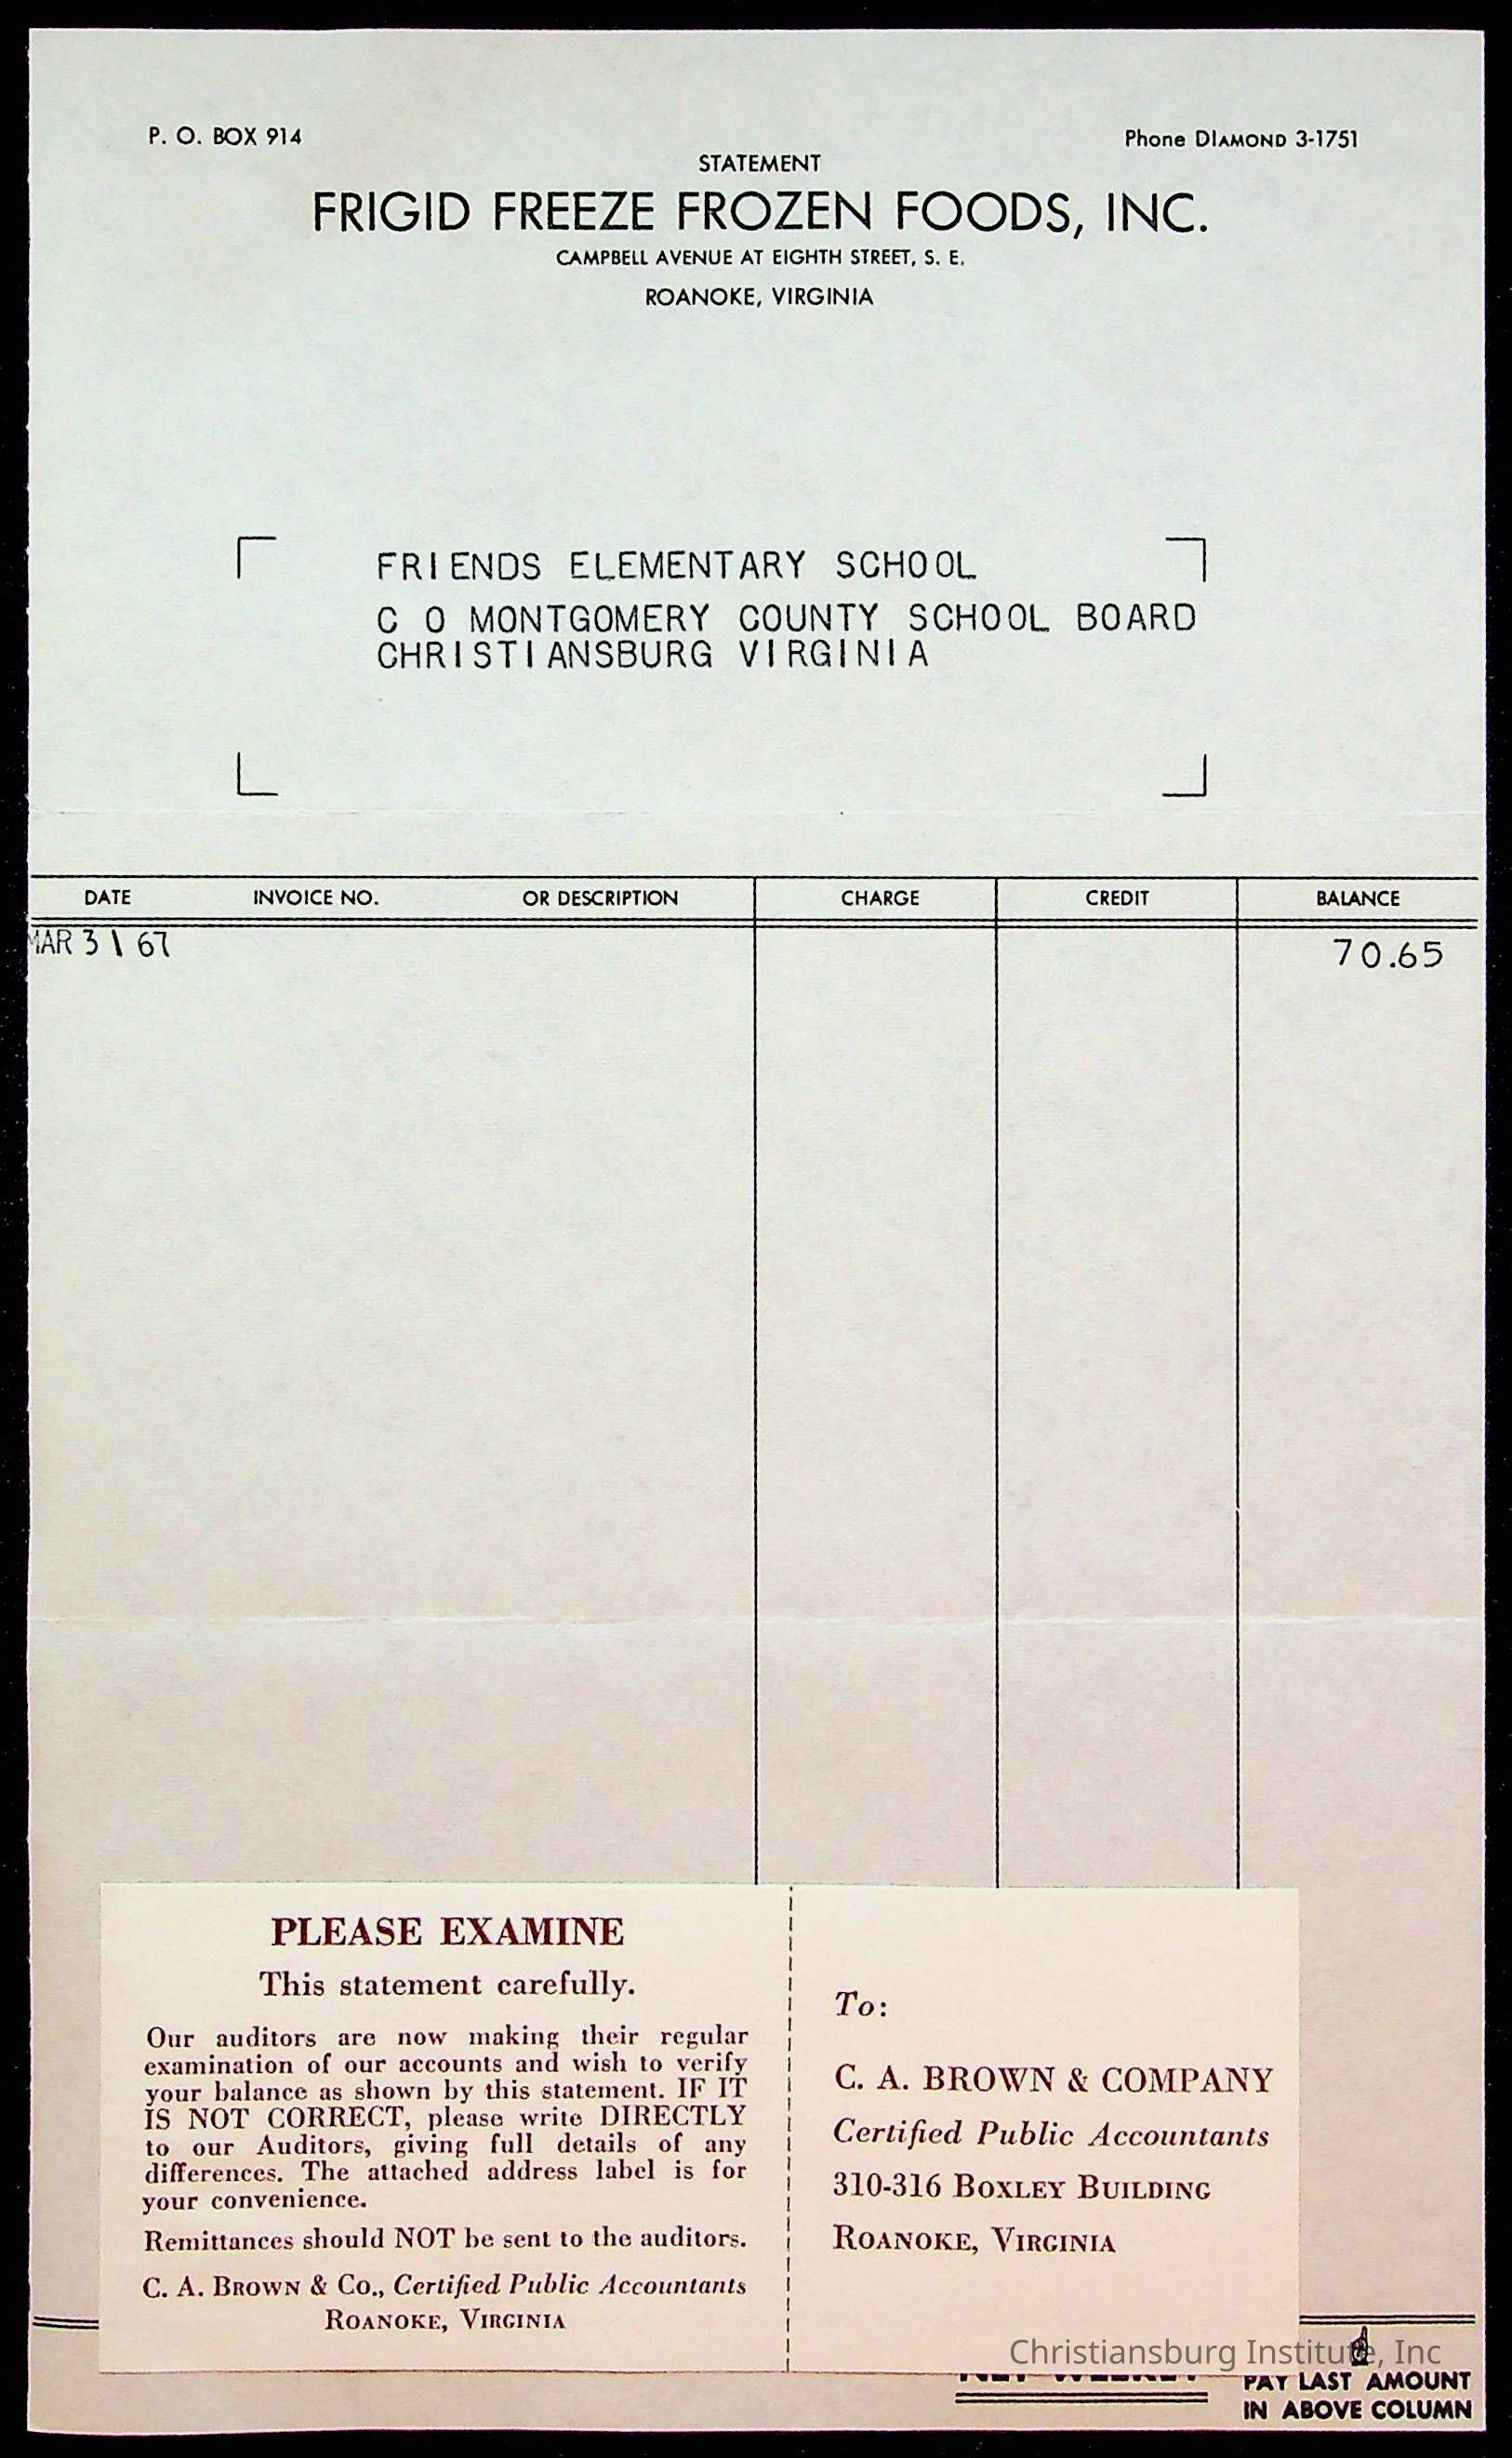 P. O. BOX 914
Phone DIAMOND 3-1751
STATEMENT
FRIGID FREEZE FROZEN FOODS, INC.
CAMPBELL AVENUE AT EIGHTH STREET, S. E.
ROANOKE, VIRGINIA
FRIENDS ELEMENTARY SCHOOL
C O MONTGOMERY COUNTY SCHOOL BOARD
CHRISTIANSBURG VIRGINIA
DATE INVOICE NO. OR DESCRIPTION CHARGE CREDIT BALANCE
MAR 31 67 70.65
PLEASE EXAMINE
This statement carefully.
Our auditors are now making their regular
examination of our accounts and wish to verify
your balance as shown by this statement. IF IT
IS NOT CORRECT, please write DIRECTLY
to our Auditors, giving full details of any
differences. The attached address label is for
your convenience.
Remittances should NOT be sent to the auditors.
C. A. BROWN & CO., Certified Public Accountants
ROANOKE, VIRGINIA
To:
C. A. BROWN & COMPANY
Certified Public Accountants
310-316 BOXLEY BUILDING
ROANOKE, VIRGINIA
Christiansburg Institute, Inc
PAY LAST AMOUNT
IN ABOVE COLUMN